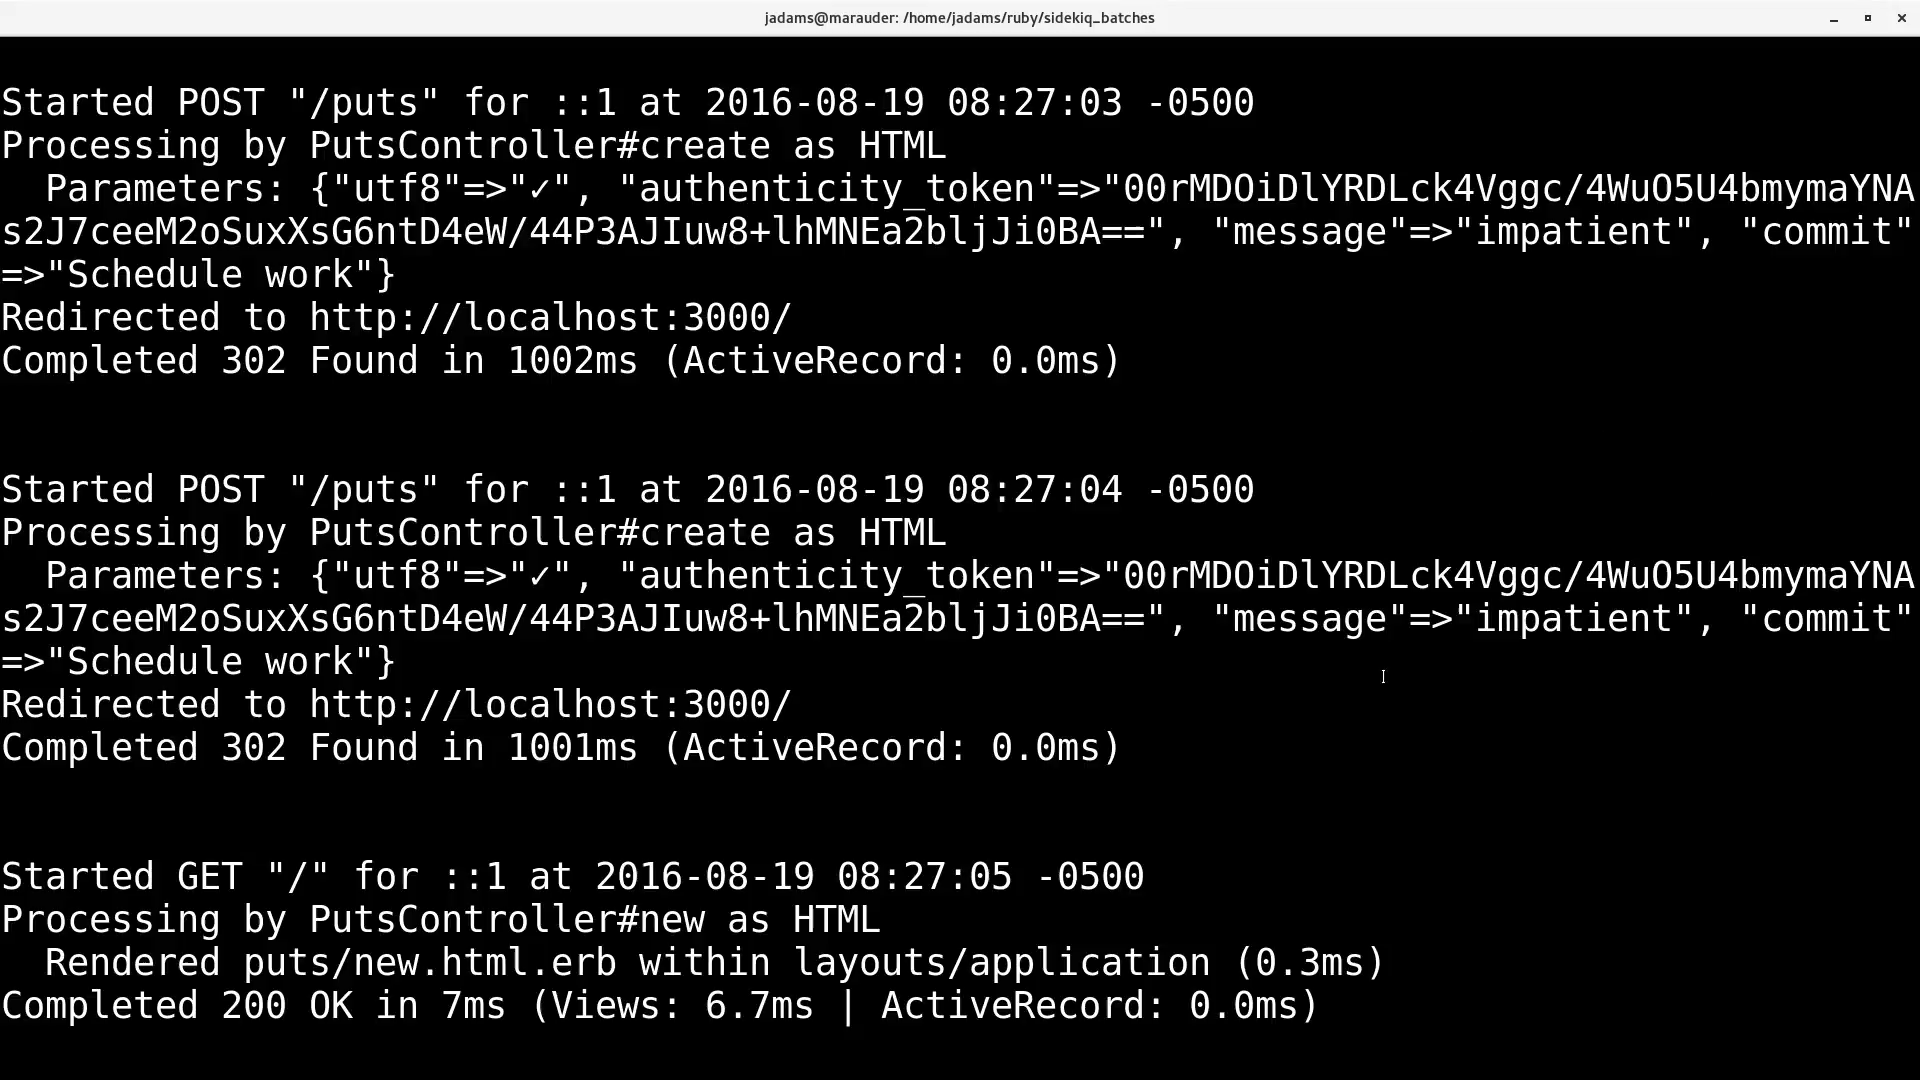 jadams@marauder: /home/jadams/ruby/sidekiq_batches
Started POST "/puts" for ::1 at 2016-08-19 08:27:03 -0500
Processing by PutsController#create as HTML
  Parameters: {"utf8"=>"✓", "authenticity_token"=>"00rMDOiDlYRDLck4Vggc/4WuO5U4bmymaYNA
s2J7ceeM2oSuxXsG6ntD4eW/44P3AJIuw8+lhMNEa2bljJi0BA==", "message"=>"impatient", "commit"
=>"Schedule work"}
Redirected to http://localhost:3000/
Completed 302 Found in 1002ms (ActiveRecord: 0.0ms)
Started POST "/puts" for ::1 at 2016-08-19 08:27:04 -0500
Processing by PutsController#create as HTML
  Parameters: {"utf8"=>"✓", "authenticity_token"=>"00rMDOiDlYRDLck4Vggc/4WuO5U4bmymaYNA
s2J7ceeM2oSuxXsG6ntD4eW/44P3AJIuw8+lhMNEa2bljJi0BA==", "message"=>"impatient", "commit"
=>"Schedule work"}
Redirected to http://localhost:3000/
Completed 302 Found in 1001ms (ActiveRecord: 0.0ms)
Started GET "/" for ::1 at 2016-08-19 08:27:05 -0500
Processing by PutsController#new as HTML
  Rendered puts/new.html.erb within layouts/application (0.3ms)
Completed 200 OK in 7ms (Views: 6.7ms | ActiveRecord: 0.0ms)